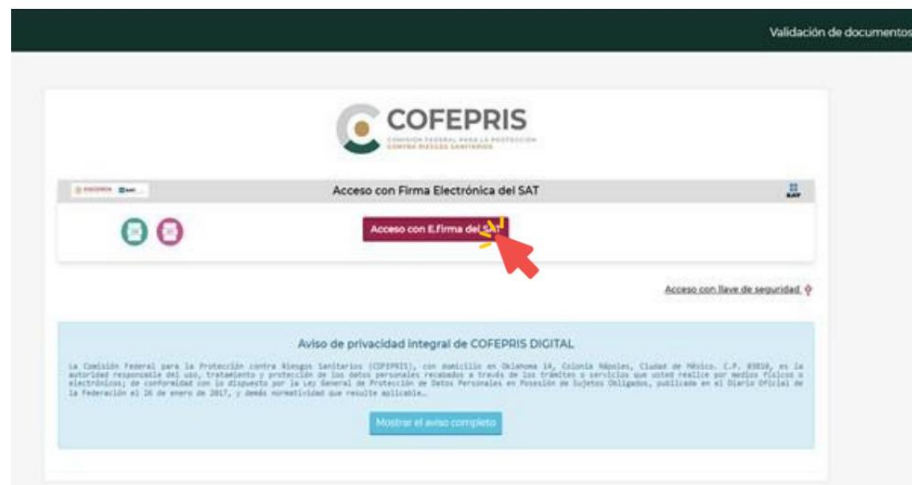 Validación de documentos
COFEPRIS
COMISIÓN FEDERAL PARA LA PROTECCIÓN
CONTRA RIESGOS SANITARIOS
HACIENDA SAT
Acceso con Firma Electrónica del SAT
SAT
Acceso con E.firma del SAT
Acceso con llave de seguridad
Aviso de privacidad integral de COFEPRIS DIGITAL
La Comisión Federal para la Protección contra Riesgos Sanitarios (COFEPRIS), con domicilio en Oklahoma 14, Colonia Nápoles, Ciudad de México. C.P. 03810, es la
autoridad responsable del uso, tratamiento y protección de los datos personales recabados a través de los trámites o servicios que usted realice por medios físicos o
electrónicos; de conformidad con lo dispuesto por la Ley General de Protección de Datos Personales en Posesión de Sujetos Obligados, publicada en el Diario Oficial de
la Federación el 26 de enero de 2017, y demás normatividad que resulte aplicable…
Mostrar el aviso completo